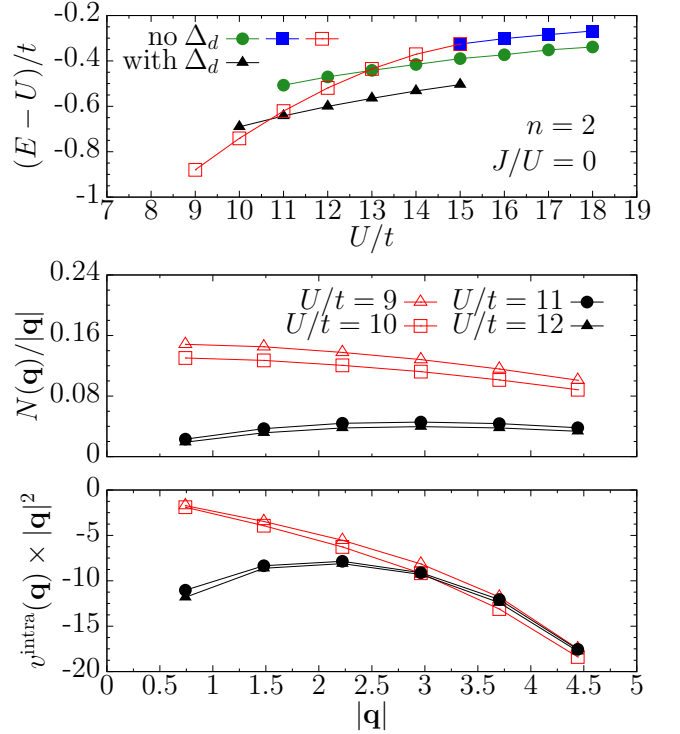 -0.2
-0.4
-0.6
-0.8
-1
(E − U)/t
no Δ_d
with Δ_d
n = 2
J/U = 0
7 8 9 10 11 12 13 14 15 16 17 18 19
U/t
0.24
0.16
0.08
0
N(𝐪)/|𝐪|
U/t = 9 U/t = 11
U/t = 10 U/t = 12
0
-5
-10
-15
-20
v^intra(𝐪) × |𝐪|^2
0 0.5 1 1.5 2 2.5 3 3.5 4 4.5 5
|𝐪|